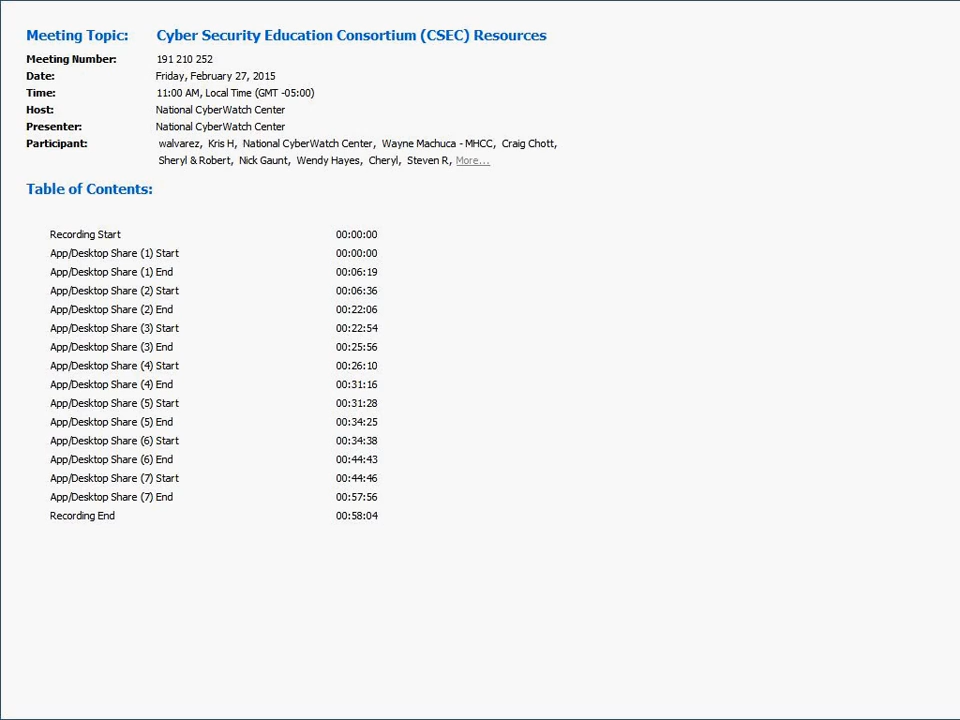 Meeting Topic: Cyber Security Education Consortium (CSEC) Resources
Meeting Number: 191 210 252
Date: Friday, February 27, 2015
Time: 11:00 AM, Local Time (GMT -05:00)
Host: National CyberWatch Center
Presenter: National CyberWatch Center
Participant: walvarez, Kris H, National CyberWatch Center, Wayne Machuca - MHCC, Craig Chott,
Sheryl & Robert, Nick Gaunt, Wendy Hayes, Cheryl, Steven R, More...
Table of Contents:
Recording Start 00:00:00
App/Desktop Share (1) Start 00:00:00
App/Desktop Share (1) End 00:06:19
App/Desktop Share (2) Start 00:06:36
App/Desktop Share (2) End 00:22:06
App/Desktop Share (3) Start 00:22:54
App/Desktop Share (3) End 00:25:56
App/Desktop Share (4) Start 00:26:10
App/Desktop Share (4) End 00:31:16
App/Desktop Share (5) Start 00:31:28
App/Desktop Share (5) End 00:34:25
App/Desktop Share (6) Start 00:34:38
App/Desktop Share (6) End 00:44:43
App/Desktop Share (7) Start 00:44:46
App/Desktop Share (7) End 00:57:56
Recording End 00:58:04